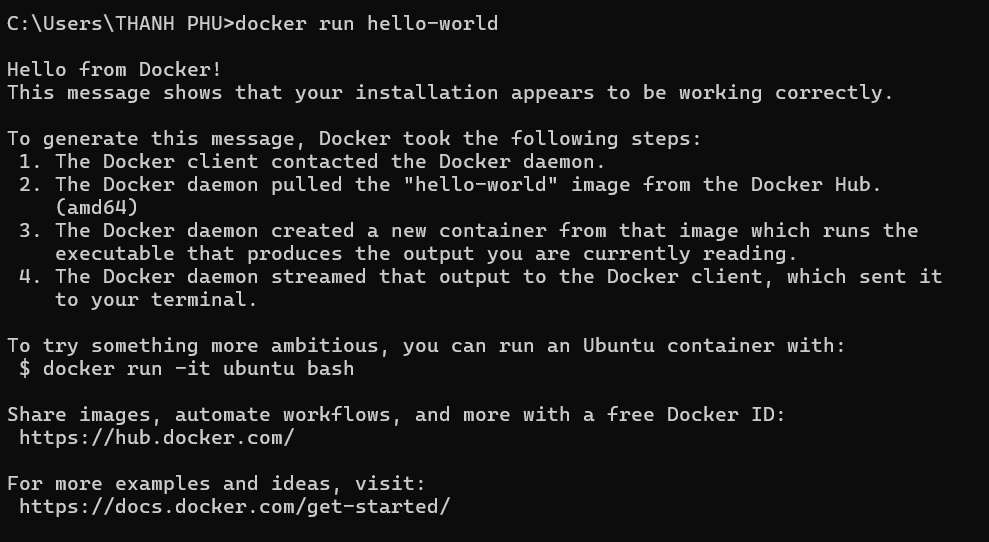 C:\Users\THANH PHU>docker run hello-world
Hello from Docker!
This message shows that your installation appears to be working correctly.
To generate this message, Docker took the following steps:
 1. The Docker client contacted the Docker daemon.
 2. The Docker daemon pulled the "hello-world" image from the Docker Hub.
    (amd64)
 3. The Docker daemon created a new container from that image which runs the
    executable that produces the output you are currently reading.
 4. The Docker daemon streamed that output to the Docker client, which sent it
    to your terminal.
To try something more ambitious, you can run an Ubuntu container with:
 $ docker run -it ubuntu bash
Share images, automate workflows, and more with a free Docker ID:
 https://hub.docker.com/
For more examples and ideas, visit:
 https://docs.docker.com/get-started/